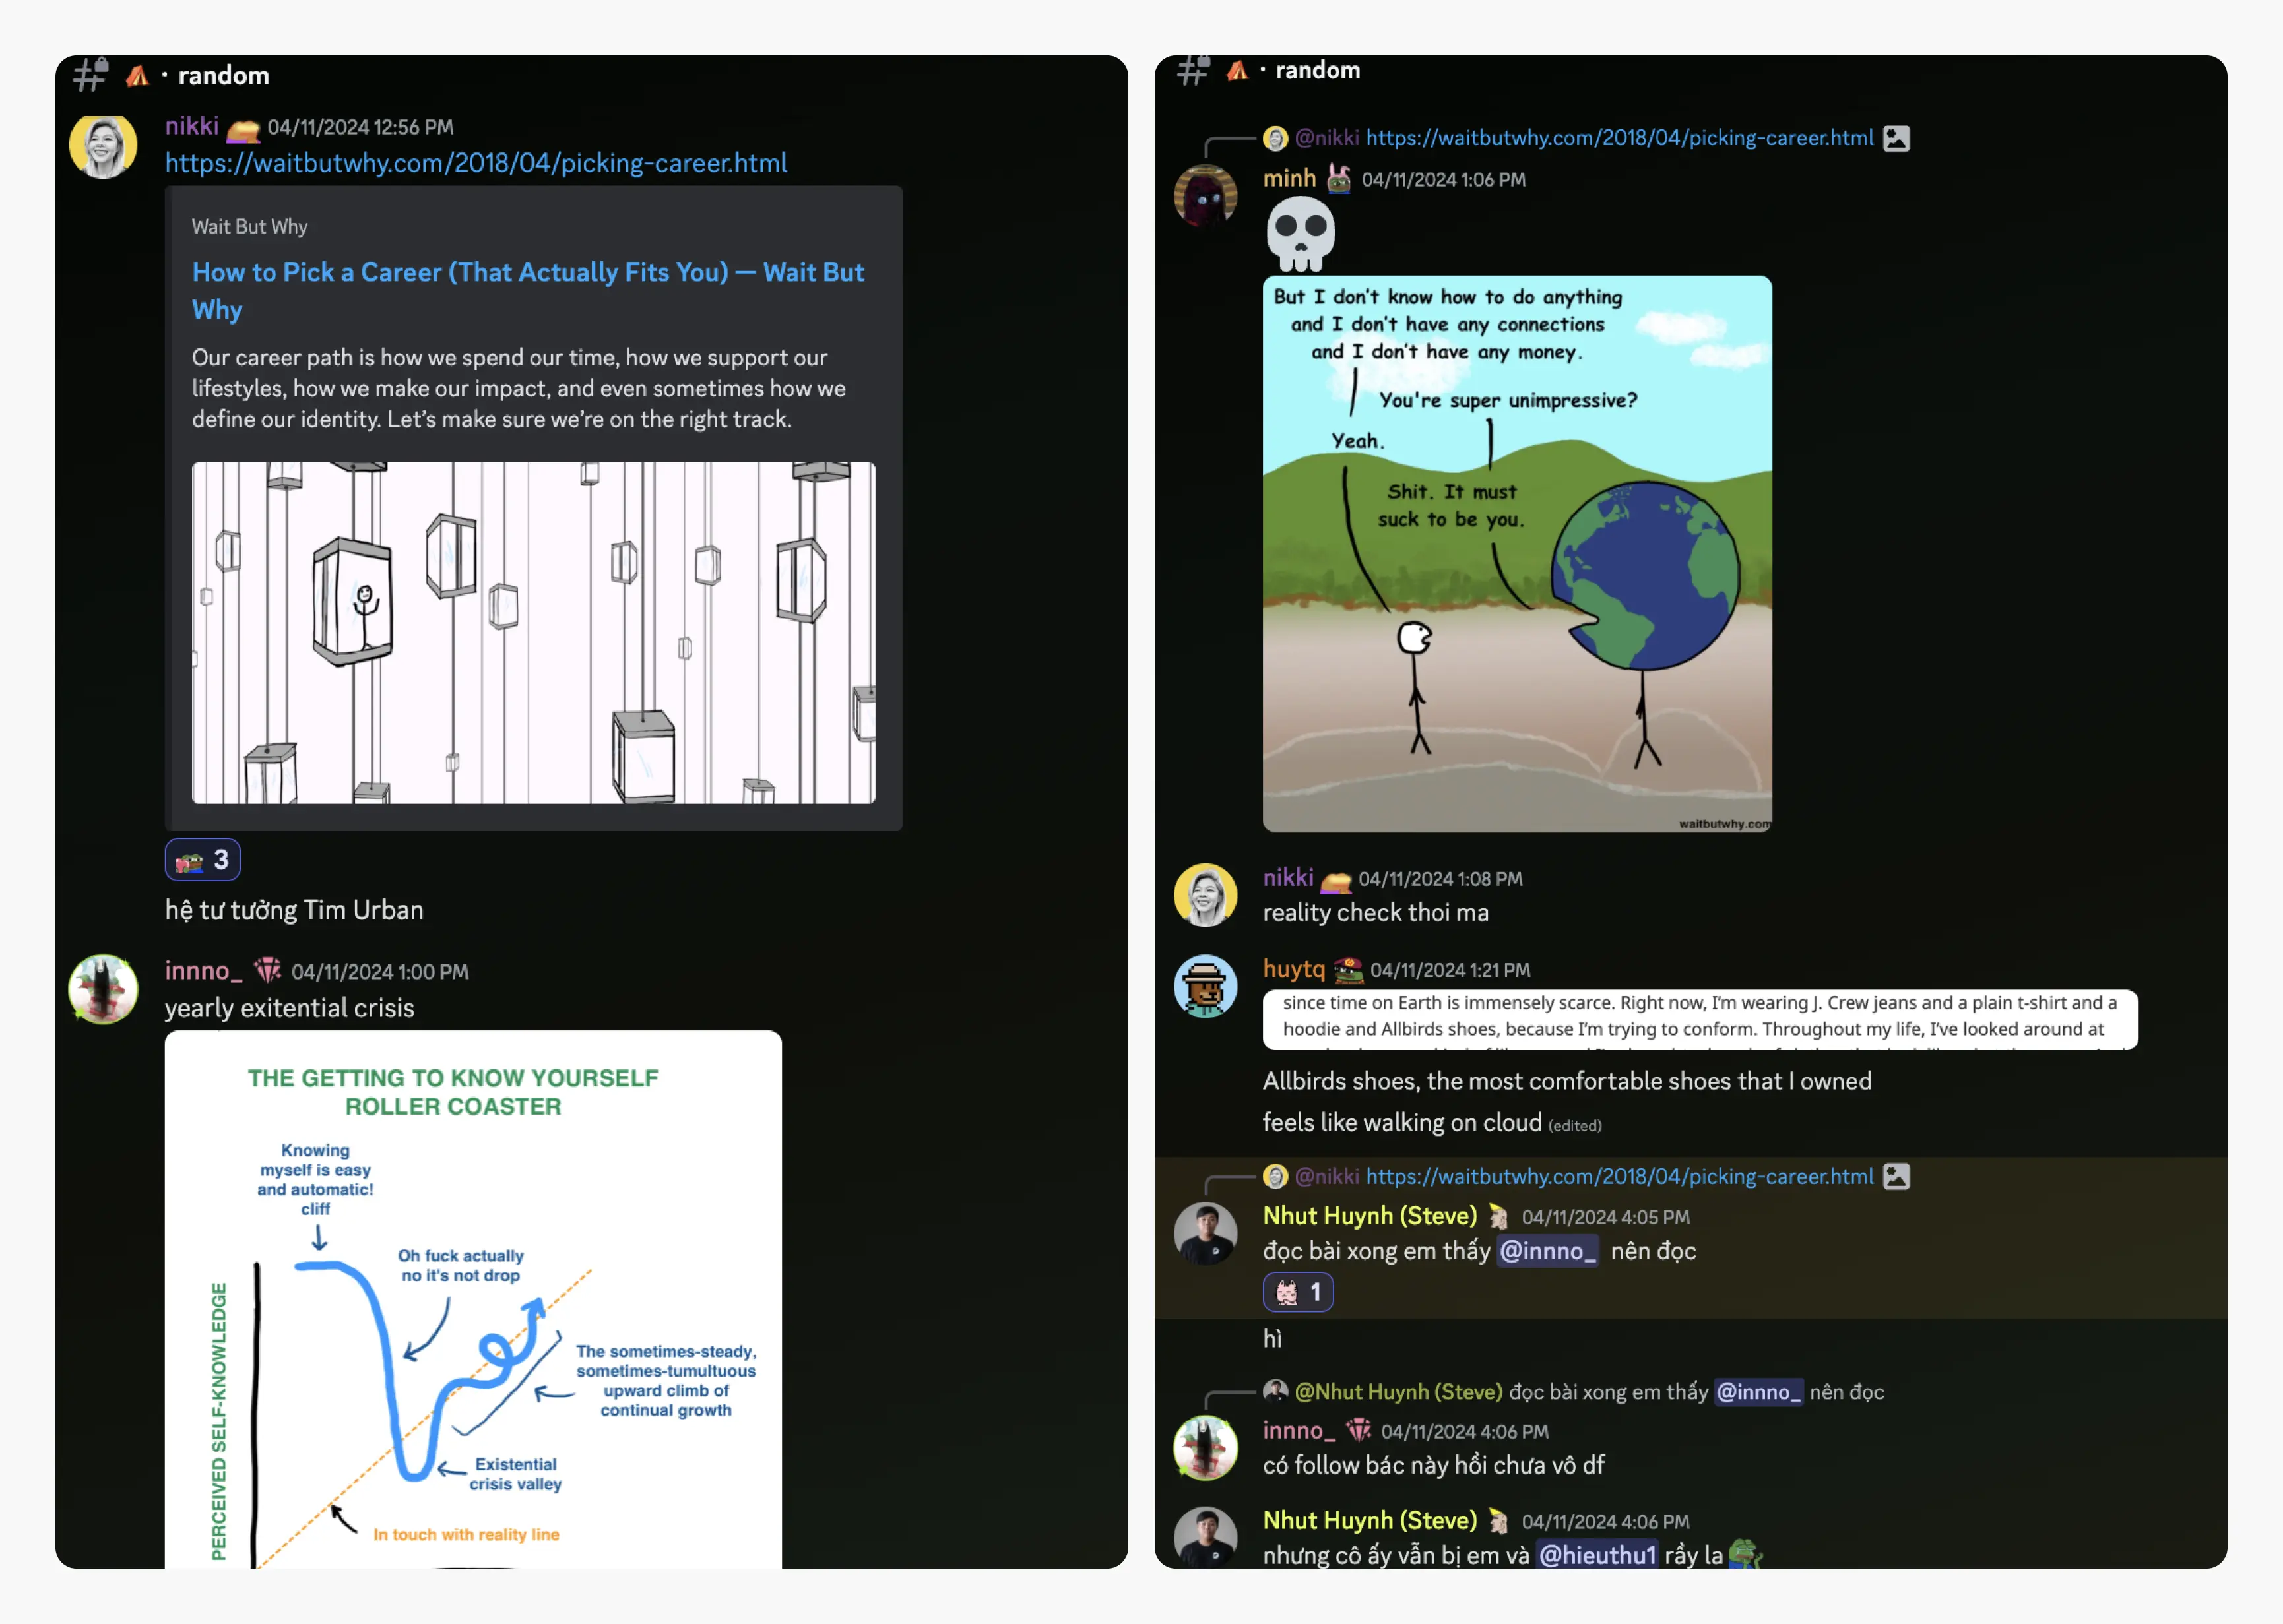 · random
nikki 04/11/2024 12:56 PM
https://waitbutwhy.com/2018/04/picking-career.html
Wait But Why
How to Pick a Career (That Actually Fits You) — Wait But
Why
Our career path is how we spend our time, how we support our
lifestyles, how we make our impact, and even sometimes how we
define our identity. Let's make sure we're on the right track.
3
hệ tư tưởng Tim Urban
innno_ 04/11/2024 1:00 PM
yearly exitential crisis
THE GETTING TO KNOW YOURSELF
ROLLER COASTER
Knowing
myself is easy
and automatic!
cliff
Oh fuck actually
no it's not drop
The sometimes-steady,
sometimes-tumultuous
upward climb of
continual growth
Existential
crisis valley
In touch with reality line
PERCEIVED SELF-KNOWLEDGE
· random
@nikki https://waitbutwhy.com/2018/04/picking-career.html
minh 04/11/2024 1:06 PM
But I don't know how to do anything
and I don't have any connections
and I don't have any money.
You're super unimpressive?
Yeah.
Shit. It must
suck to be you.
waitbutwhy.com
nikki 04/11/2024 1:08 PM
reality check thoi ma
huytq 04/11/2024 1:21 PM
since time on Earth is immensely scarce. Right now, I'm wearing J. Crew jeans and a plain t-shirt and a
hoodie and Allbirds shoes, because I'm trying to conform. Throughout my life, I've looked around at
Allbirds shoes, the most comfortable shoes that I owned
feels like walking on cloud (edited)
@nikki https://waitbutwhy.com/2018/04/picking-career.html
Nhut Huynh (Steve) 04/11/2024 4:05 PM
đọc bài xong em thấy @innno_ nên đọc
1
hì
@Nhut Huynh (Steve) đọc bài xong em thấy @innno_ nên đọc
innno_ 04/11/2024 4:06 PM
có follow bác này hồi chưa vô df
Nhut Huynh (Steve) 04/11/2024 4:06 PM
nhưng cô ấy vẫn bị em và @hieuthu1 rầy la